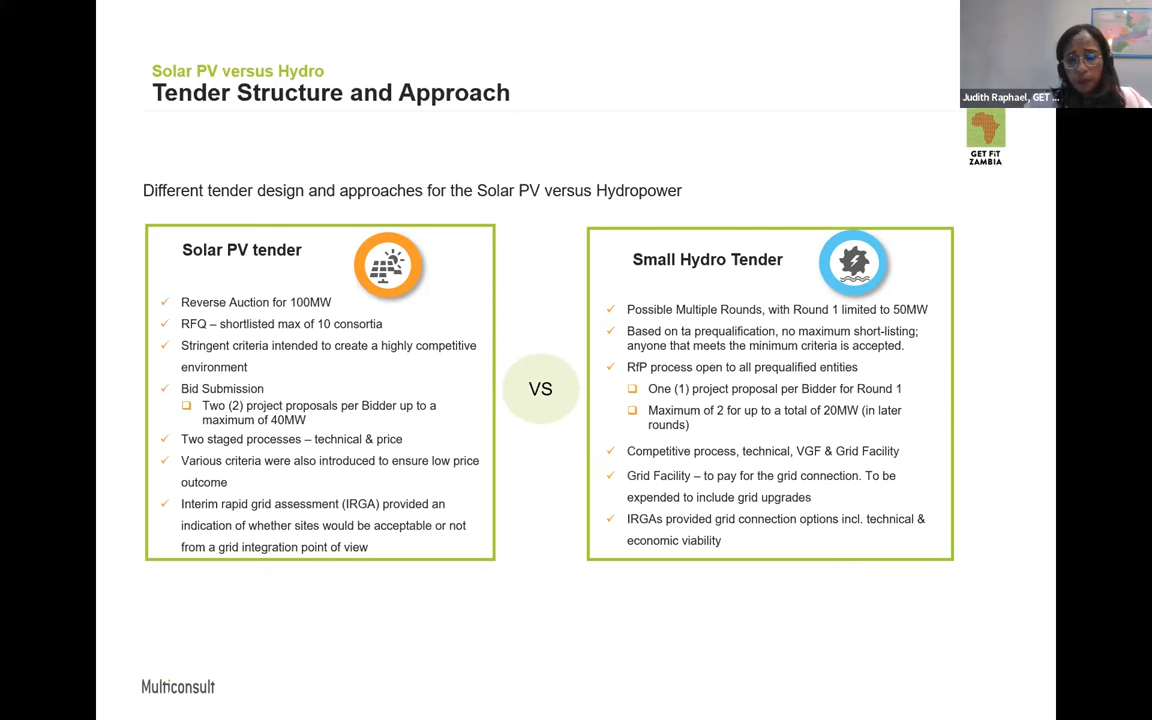 Solar PV versus Hydro
Tender Structure and Approach
Judith Raphael, GET ...
GET FiT
ZAMBIA
Different tender design and approaches for the Solar PV versus Hydropower
Solar PV tender
Reverse Auction for 100MW
RFQ – shortlisted max of 10 consortia
Stringent criteria intended to create a highly competitive
environment
Bid Submission
Two (2) project proposals per Bidder up to a
maximum of 40MW
Two staged processes – technical & price
Various criteria were also introduced to ensure low price
outcome
Interim rapid grid assessment (IRGA) provided an
indication of whether sites would be acceptable or not
from a grid integration point of view
VS
Small Hydro Tender
Possible Multiple Rounds, with Round 1 limited to 50MW
Based on ta prequalification, no maximum short-listing;
anyone that meets the minimum criteria is accepted.
RfP process open to all prequalified entities
One (1) project proposal per Bidder for Round 1
Maximum of 2 for up to a total of 20MW (in later
rounds)
Competitive process, technical, VGF & Grid Facility
Grid Facility – to pay for the grid connection. To be
expended to include grid upgrades
IRGAs provided grid connection options incl. technical &
economic viability
Multiconsult